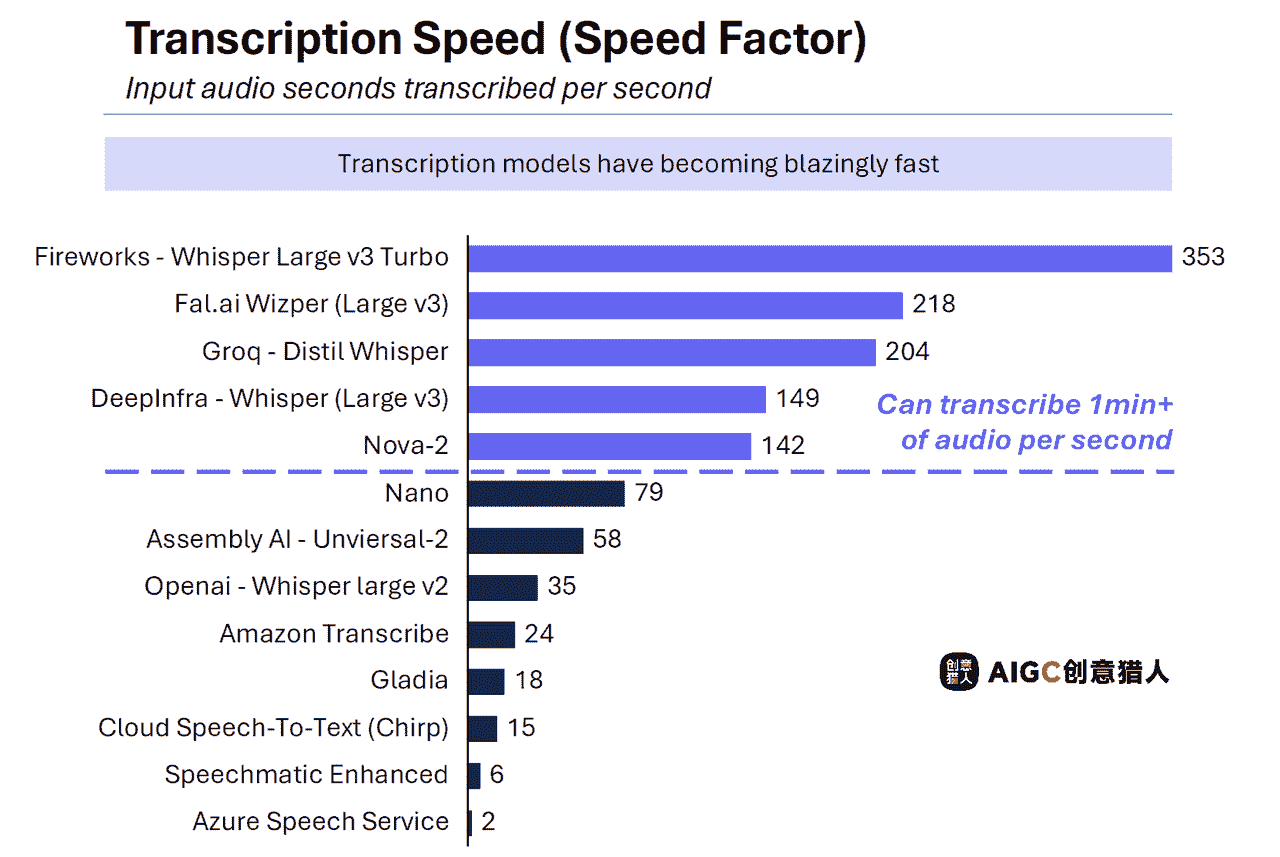 Transcription Speed (Speed Factor)
Input audio seconds transcribed per second
Transcription models have becoming blazingly fast
Fireworks - Whisper Large v3 Turbo 353
Fal.ai Wizper (Large v3) 218
Groq - Distil Whisper 204
DeepInfra - Whisper (Large v3) 149
Can transcribe 1min+
of audio per second
Nova-2 142
Nano 79
Assembly AI - Unviersal-2 58
Openai - Whisper large v2 35
Amazon Transcribe 24
Gladia 18
创意
猎人
AIGC创意猎人
Cloud Speech-To-Text (Chirp) 15
Speechmatic Enhanced 6
Azure Speech Service 2